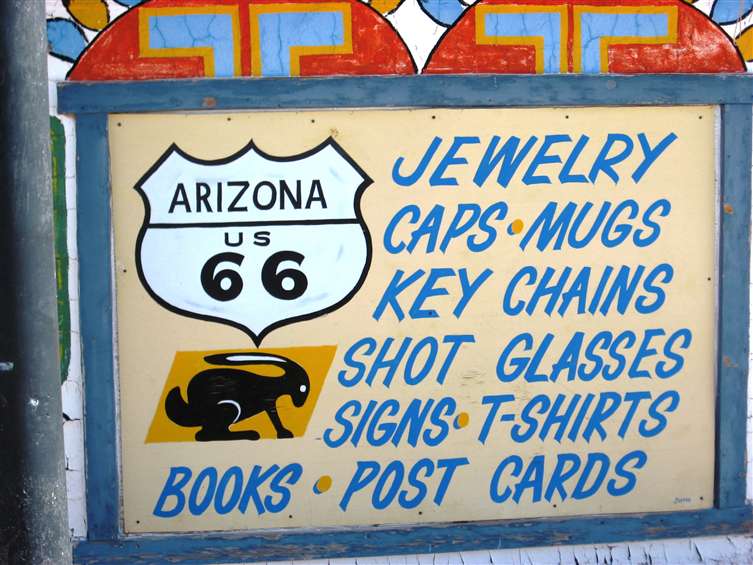 ARIZONA
US
66
JEWELRY
CAPS • MUGS
KEY CHAINS
SHOT GLASSES
SIGNS • T-SHIRTS
BOOKS • POST CARDS